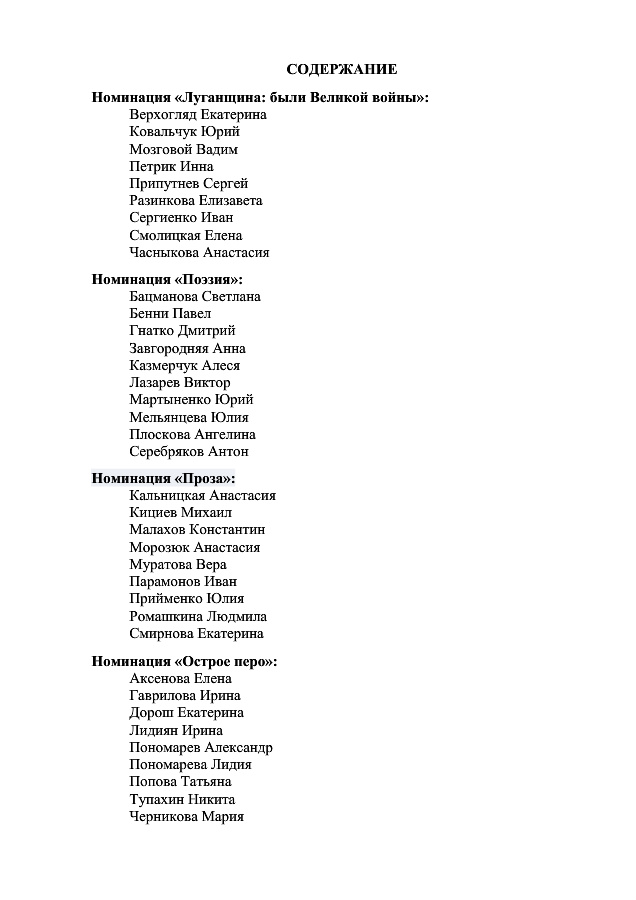 СОДЕРЖАНИЕ
Номинация «Луганщина: были Великой войны»:
Верхогляд Екатерина
Ковальчук Юрий
Мозговой Вадим
Петрик Инна
Припутнев Сергей
Разинкова Елизавета
Сергиенко Иван
Смолицкая Елена
Часныкова Анастасия
Номинация «Поэзия»:
Бацманова Светлана
Бенни Павел
Гнатко Дмитрий
Завгородняя Анна
Казмерчук Алеся
Лазарев Виктор
Мартыненко Юрий
Мельянцева Юлия
Плоскова Ангелина
Серебряков Антон
Номинация «Проза»:
Кальницкая Анастасия
Кициев Михаил
Малахов Константин
Морозюк Анастасия
Муратова Вера
Парамонов Иван
Прийменко Юлия
Ромашкина Людмила
Смирнова Екатерина
Номинация «Острое перо»:
Аксенова Елена
Гаврилова Ирина
Дорош Екатерина
Лидиян Ирина
Пономарев Александр
Пономарева Лидия
Попова Татьяна
Тупахин Никита
Черникова Мария